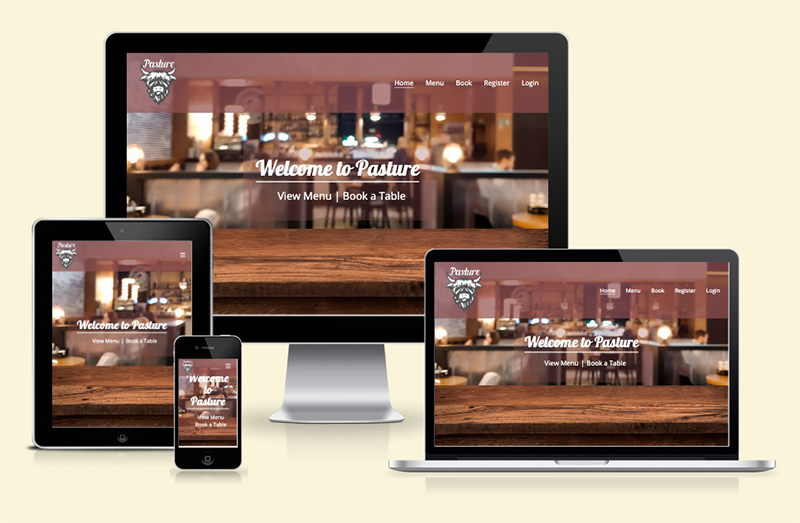 Pasture
Home Menu Book Register Login
Welcome to Pasture
View Menu | Book a Table
Pasture
Welcome to Pasture
View Menu | Book a Table
Welcome
to
Pasture
View Menu
Book a Table
Pasture
Home Menu Book Register Login
Welcome to Pasture
View Menu | Book a Table